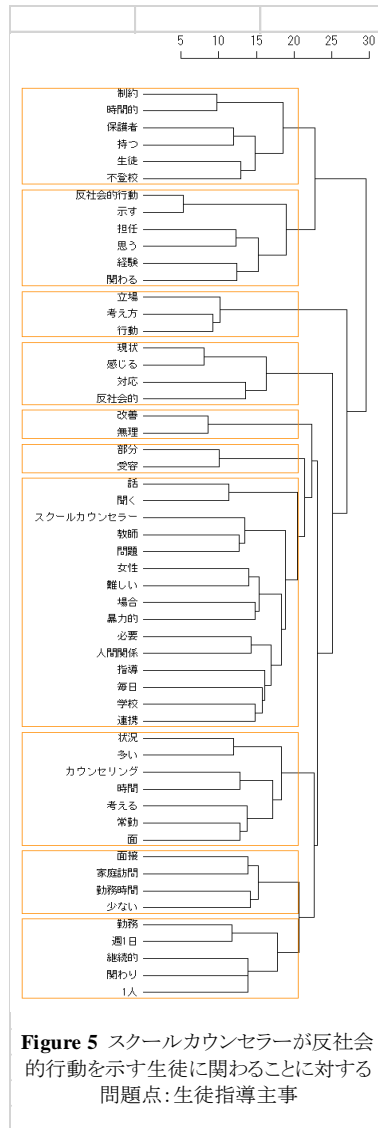 5 10 15 20 25 30
制約
時間的
保護者
持つ
生徒
不登校
反社会的行動
示す
担任
思う
経験
関わる
立場
考え方
行動
現状
感じる
対応
反社会的
改善
無理
部分
受容
話
聞く
スクールカウンセラー
教師
問題
女性
難しい
場合
暴力的
必要
人間関係
指導
毎日
学校
連携
状況
多い
カウンセリング
時間
考える
常勤
面
面接
家庭訪問
勤務時間
少ない
勤務
週1日
継続的
関わり
1人
Figure 5 スクールカウンセラーが反社会
的行動を示す生徒に関わることに対する
問題点:生徒指導主事